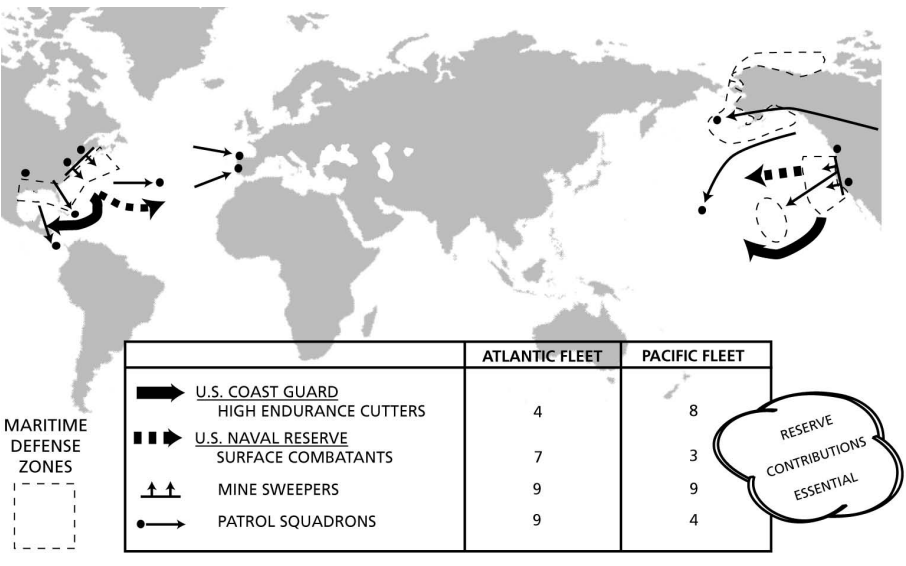 ATLANTIC FLEET PACIFIC FLEET
U.S. COAST GUARD
HIGH ENDURANCE CUTTERS 4 8
U.S. NAVAL RESERVE
SURFACE COMBATANTS 7 3
MINE SWEEPERS 9 9
PATROL SQUADRONS 9 4
MARITIME
DEFENSE
ZONES
RESERVE
CONTRIBUTIONS
ESSENTIAL